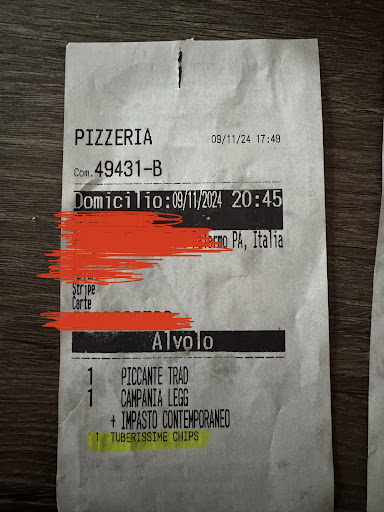 PIZZERIA 09/11/24 17:49
Com. 49431-B
Domicilio: 09/11/2024 20:45
PA, Italia
Stripe
Carte
Alvolo
1 PICCANTE TRAD
1 CAMPANIA LEGG
+ IMPASTO CONTEMPORANEO
1 TUBERISSIME CHIPS